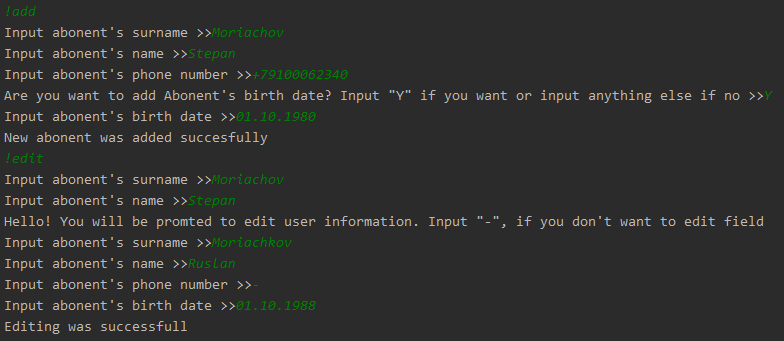 !add
Input abonent's surname >>Moriachov
Input abonent's name >>Stepan
Input abonent's phone number >>+79100062340
Are you want to add Abonent's birth date? Input "Y" if you want or input anything else if no >>Y
Input abonent's birth date >>01.10.1980
New abonent was added succesfully
!edit
Input abonent's surname >>Moriachov
Input abonent's name >>Stepan
Hello! You will be promted to edit user information. Input "-", if you don't want to edit field
Input abonent's surname >>Moriachkov
Input abonent's name >>Ruslan
Input abonent's phone number >>-
Input abonent's birth date >>01.10.1988
Editing was successfull